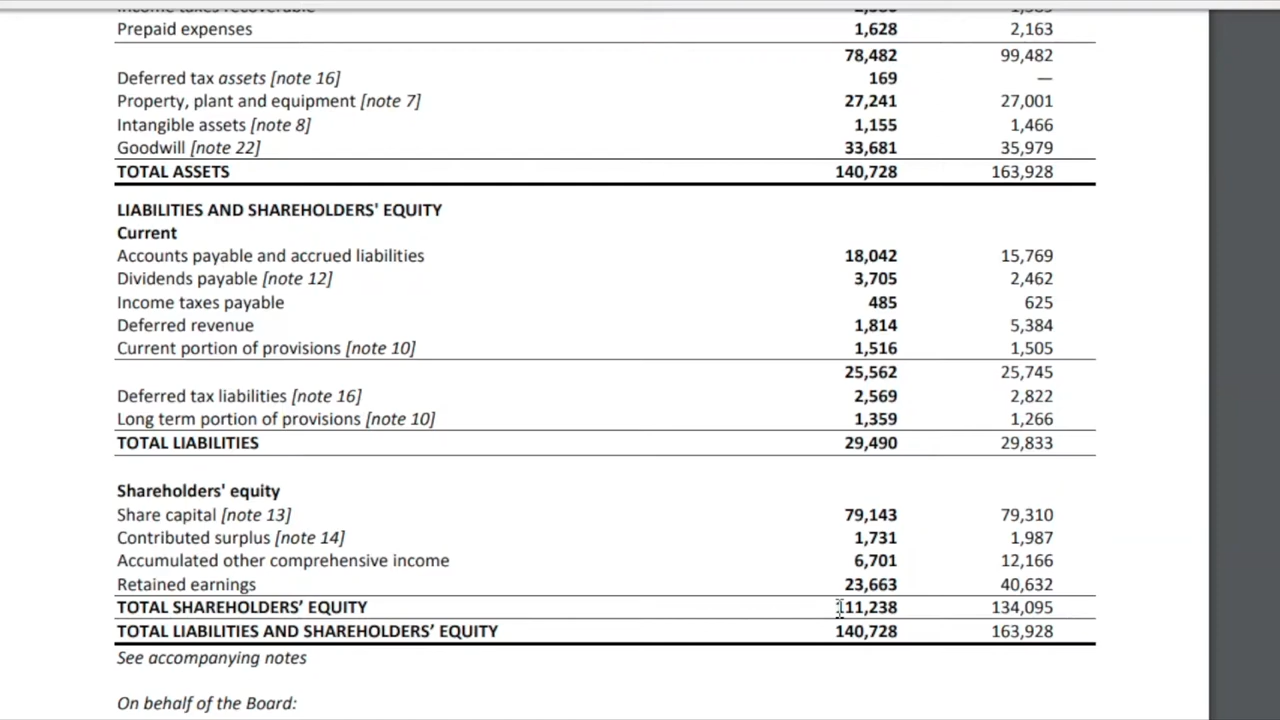 Prepaid expenses 1,628 2,163
78,482 99,482
Deferred tax assets [note 16] 169 —
Property, plant and equipment [note 7] 27,241 27,001
Intangible assets [note 8] 1,155 1,466
Goodwill [note 22] 33,681 35,979
TOTAL ASSETS 140,728 163,928
LIABILITIES AND SHAREHOLDERS' EQUITY
Current
Accounts payable and accrued liabilities 18,042 15,769
Dividends payable [note 12] 3,705 2,462
Income taxes payable 485 625
Deferred revenue 1,814 5,384
Current portion of provisions [note 10] 1,516 1,505
25,562 25,745
Deferred tax liabilities [note 16] 2,569 2,822
Long term portion of provisions [note 10] 1,359 1,266
TOTAL LIABILITIES 29,490 29,833
Shareholders' equity
Share capital [note 13] 79,143 79,310
Contributed surplus [note 14] 1,731 1,987
Accumulated other comprehensive income 6,701 12,166
Retained earnings 23,663 40,632
TOTAL SHAREHOLDERS’ EQUITY 111,238 134,095
TOTAL LIABILITIES AND SHAREHOLDERS’ EQUITY 140,728 163,928
See accompanying notes
On behalf of the Board: